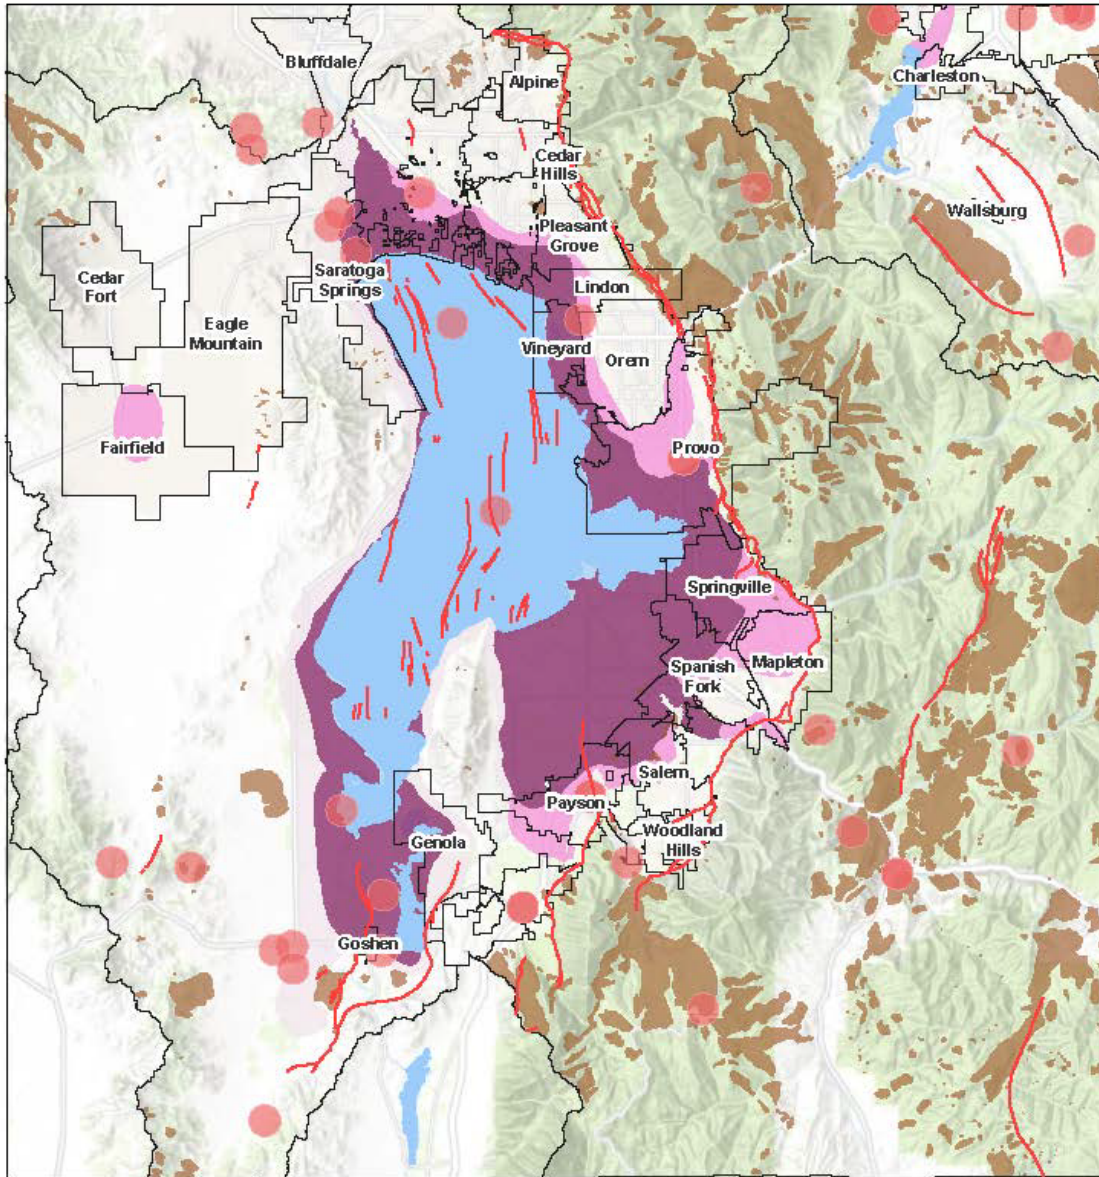 Bluffdale
Alpine
Charleston
Cedar
Hills
Wallsburg
Pleasant
Grove
Cedar
Fort
Saratoga
Springs
Lindon
Eagle
Mountain
Vineyard
Orem
Fairfield
Provo
Springville
Spanish
Fork
Mapleton
Salem
Payson
Woodland
Hills
Genola
Goshen